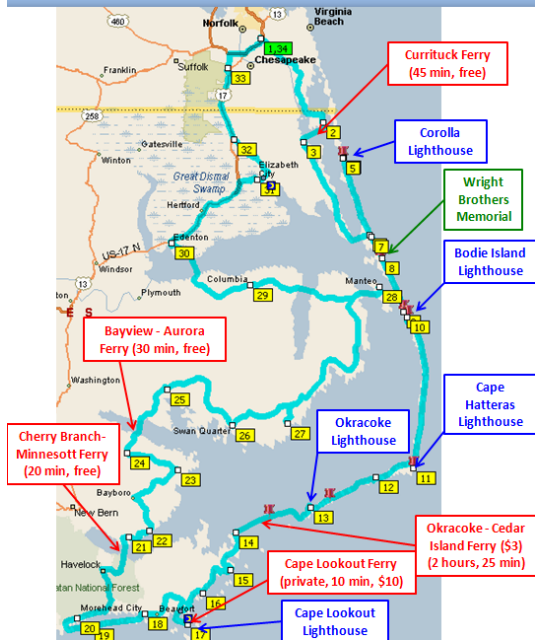 460
13
Norfolk
Virginia
Beach
Franklin
Suffolk
1,34
Chesapeake
33
17
Currituck Ferry
(45 min, free)
258
2
Gatesville
32
3
Corolla
Lighthouse
Winton
Elizabeth
City
5
Great Dismal
Swamp
Wright
Brothers
Memorial
Hertford
US-17 N
Edenton
30
7
8
Bodie Island
Lighthouse
Windsor
13
Columbia
29
Manteo
28
ton
Plymouth
E S
10
Bayview - Aurora
Ferry (30 min, free)
Washington
25
Cape
Hatteras
Lighthouse
Cherry Branch-
Minnesott Ferry
(20 min, free)
Swan Quarter
26
27
Okracoke
Lighthouse
24
23
11
12
Bayboro
New Bern
13
22
21
14
Okracoke - Cedar
Island Ferry ($3)
(2 hours, 25 min)
Havelock
Cape Lookout Ferry
(private, 10 min, $10)
15
atan National Forest
16
Morehead City
Beaufort
18
20
19
17
Cape Lookout
Lighthouse